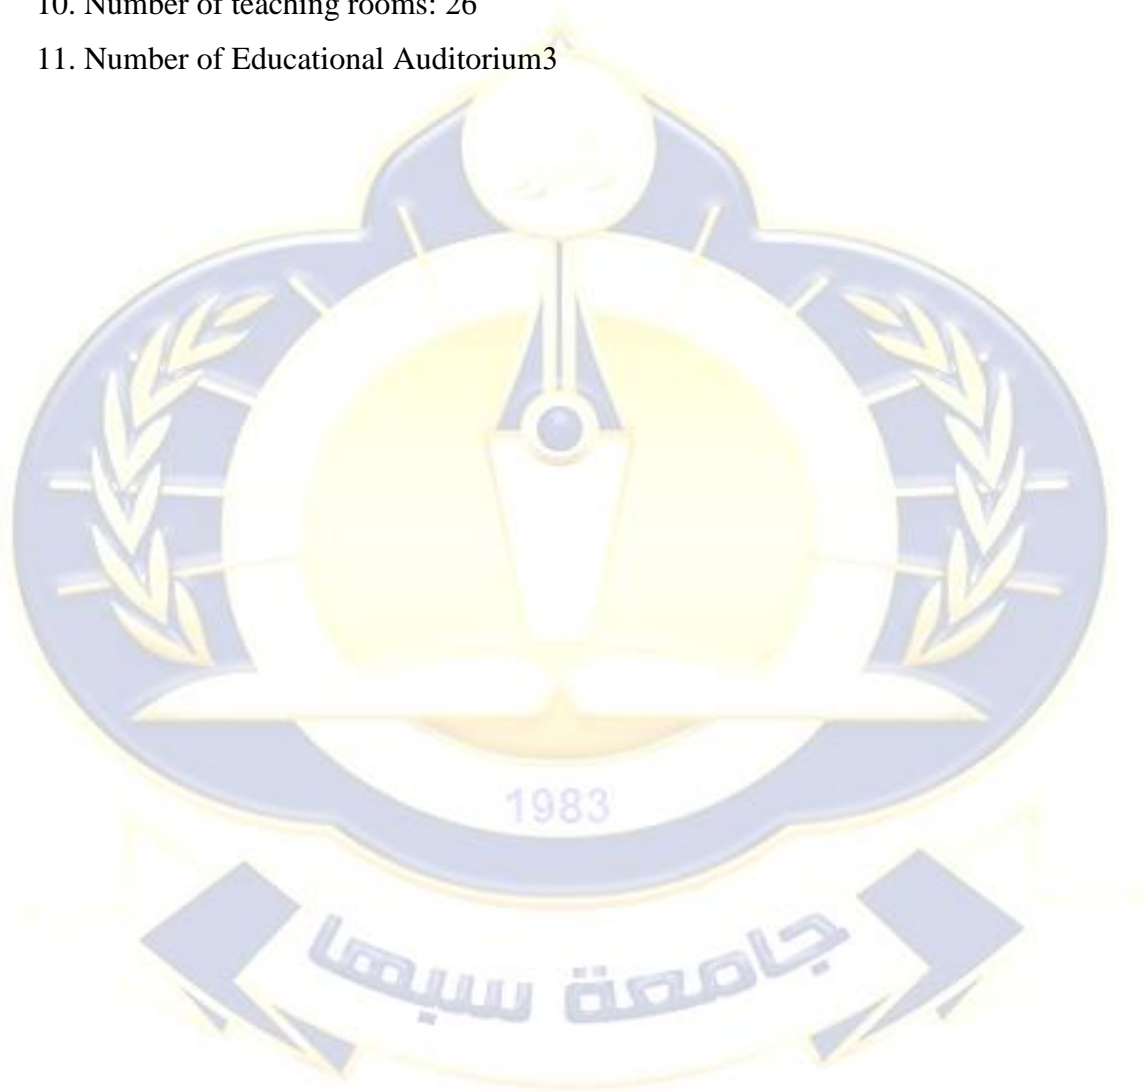 10. Number of teaching rooms: 26
11. Number of Educational Auditorium3
1983
جامعة سبها